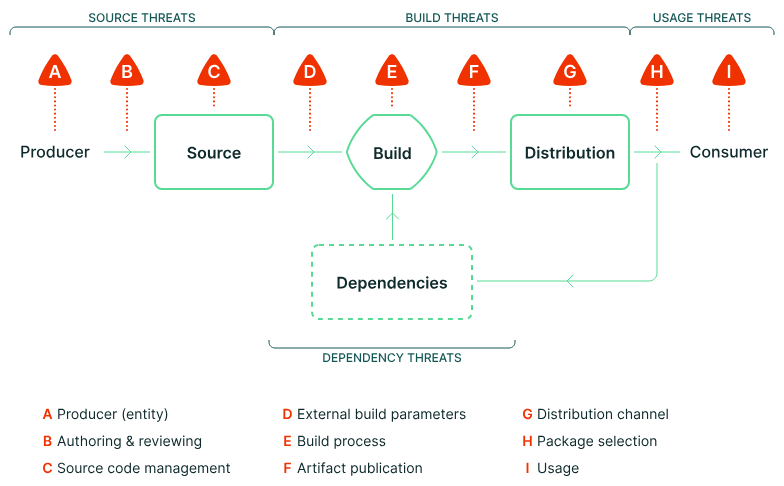 SOURCE THREATS BUILD THREATS USAGE THREATS
A B C D E F G H I
Producer Source Build Distribution Consumer
Dependencies
DEPENDENCY THREATS
A Producer (entity) D External build parameters G Distribution channel
B Authoring & reviewing E Build process H Package selection
C Source code management F Artifact publication I Usage